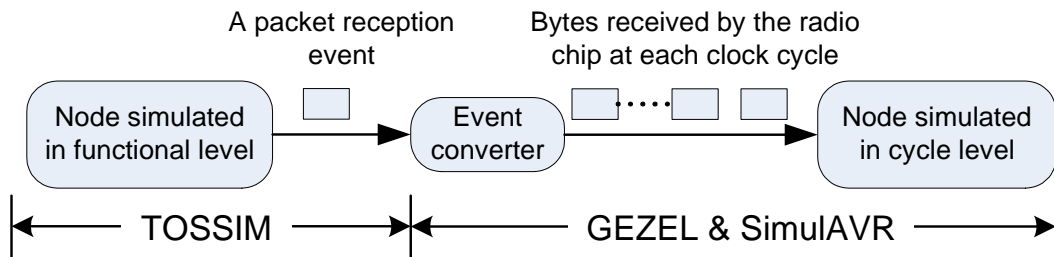 A packet reception
event
Bytes received by the radio
chip at each clock cycle
Node simulated
in functional level
Event
converter
Node simulated
in cycle level
TOSSIM
GEZEL & SimulAVR